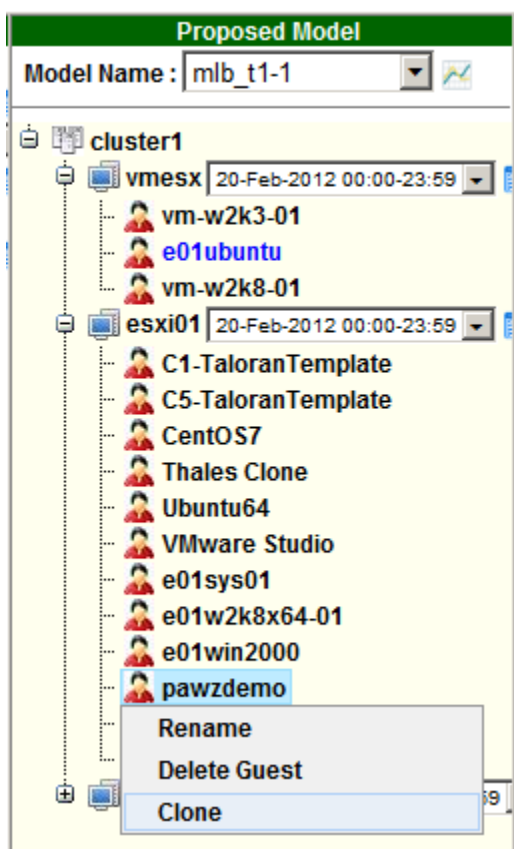 Proposed Model
Model Name : mlb_t1-1
cluster1
vmesx 20-Feb-2012 00:00-23:59
vm-w2k3-01
e01ubuntu
vm-w2k8-01
esxi01 20-Feb-2012 00:00-23:59
C1-TaloranTemplate
C5-TaloranTemplate
CentOS7
Thales Clone
Ubuntu64
VMware Studio
e01sys01
e01w2k8x64-01
e01win2000
pawzdemo
Rename
Delete Guest
59
Clone